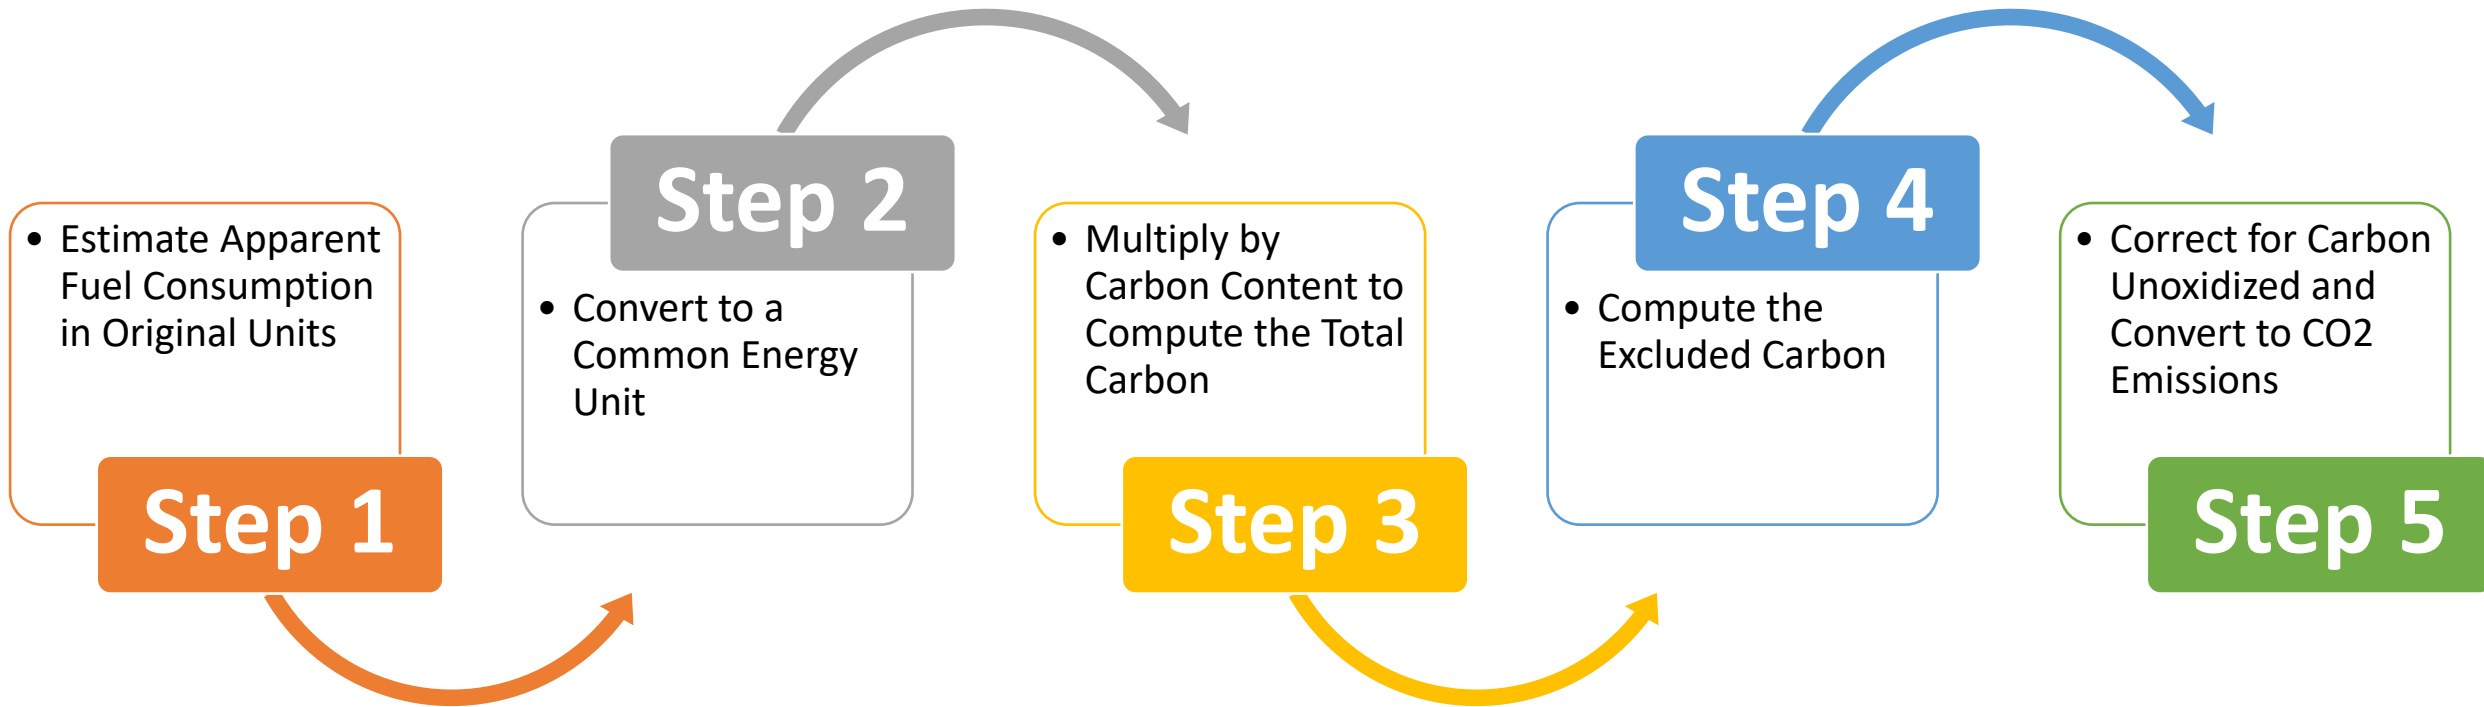 • Estimate Apparent
Fuel Consumption
in Original Units
Step 1
Step 2
• Convert to a
Common Energy
Unit
• Multiply by
Carbon Content to
Compute the Total
Carbon
Step 3
Step 4
• Compute the
Excluded Carbon
• Correct for Carbon
Unoxidized and
Convert to CO2
Emissions
Step 5